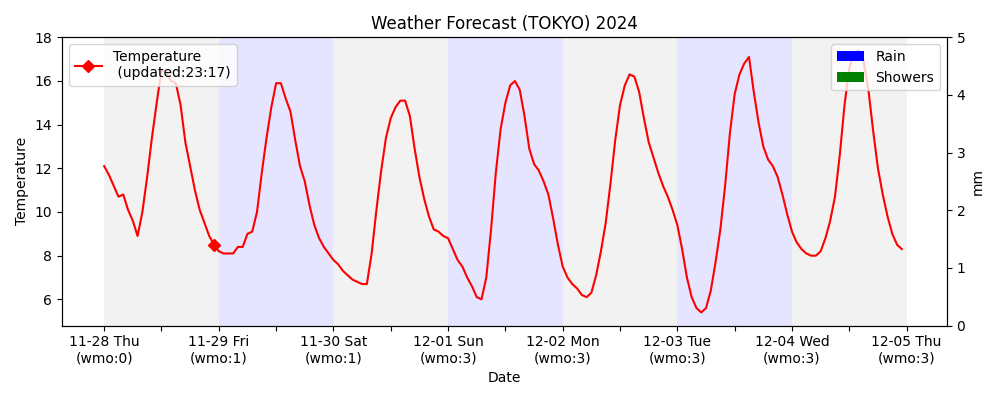 Weather Forecast (TOKYO) 2024
Temperature
(updated:23:17)
Rain
Showers
18
16
14
12
10
8
6
Temperature
5
4
3
2
1
0
mm
11-28 Thu 11-29 Fri 11-30 Sat 12-01 Sun 12-02 Mon 12-03 Tue 12-04 Wed 12-05 Thu
(wmo:0) (wmo:1) (wmo:1) (wmo:3) (wmo:3) (wmo:3) (wmo:3) (wmo:3)
Date